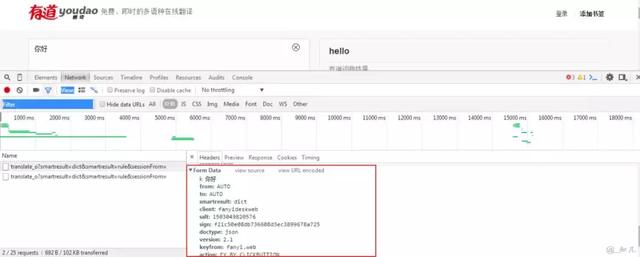 有道 youdao 翻译 免费、即时的多语种在线翻译 登录 添加书签
你好 hello
Elements Network Sources Timeline Profiles Resources Security Audits Console
View: Preserve log Disable cache No throttling
Filter Hide data URLs All XHR JS CSS Img Media Font Doc WS Other
1000 ms 2000 ms 3000 ms 4000 ms 5000 ms 6000 ms 7000 ms 8000 ms 9000 ms 10000 ms 11000 ms 12000 ms 13000 ms 14000 ms 15000 ms 16000 ms 17000 ms 18000 ms
Name × Headers Preview Response Cookies Timing
translate_o?smartresult=dict&smartresult=rule&sessionFrom=
translate_o?smartresult=dict&smartresult=rule&sessionFrom=
▼Form Data view source view URL encoded
你好
from: AUTO
to: AUTO
smartresult: dict
client: fanyideskweb
salt: 1503049820576
sign: f21c50e08db736608d3ec3899678a725
doctype: json
version: 2.1
keyfrom: fanyi.web
action: FY_BY_CLICKBUTTION
2 / 25 requests | 692 B / 102 KB transferred